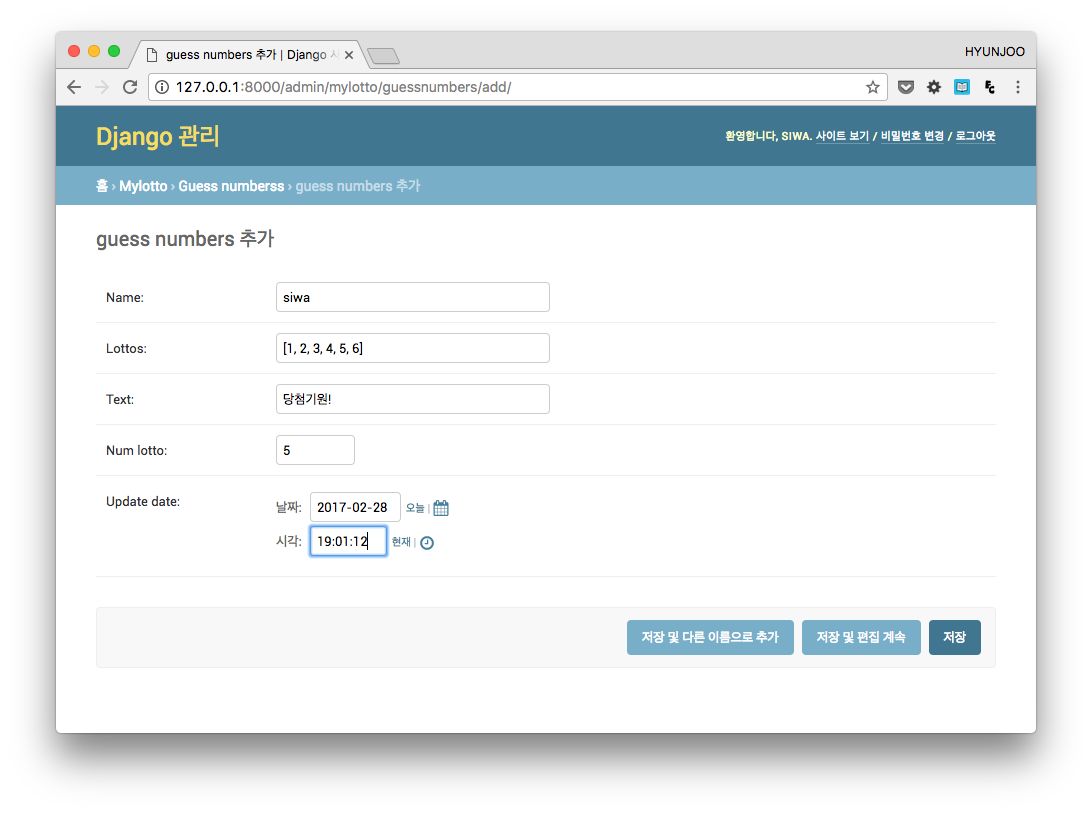 guess numbers 추가 | Django 사
HYUNJOO
127.0.0.1:8000/admin/mylotto/guessnumbers/add/
Django 관리
환영합니다, SIWA. 사이트 보기 / 비밀번호 변경 / 로그아웃
홈 › Mylotto › Guess numberss › guess numbers 추가
guess numbers 추가
Name: siwa
Lottos: [1, 2, 3, 4, 5, 6]
Text: 당첨기원!
Num lotto: 5
Update date: 날짜: 2017-02-28 오늘 |
시각: 19:01:12 현재 |
저장 및 다른 이름으로 추가 저장 및 편집 계속 저장